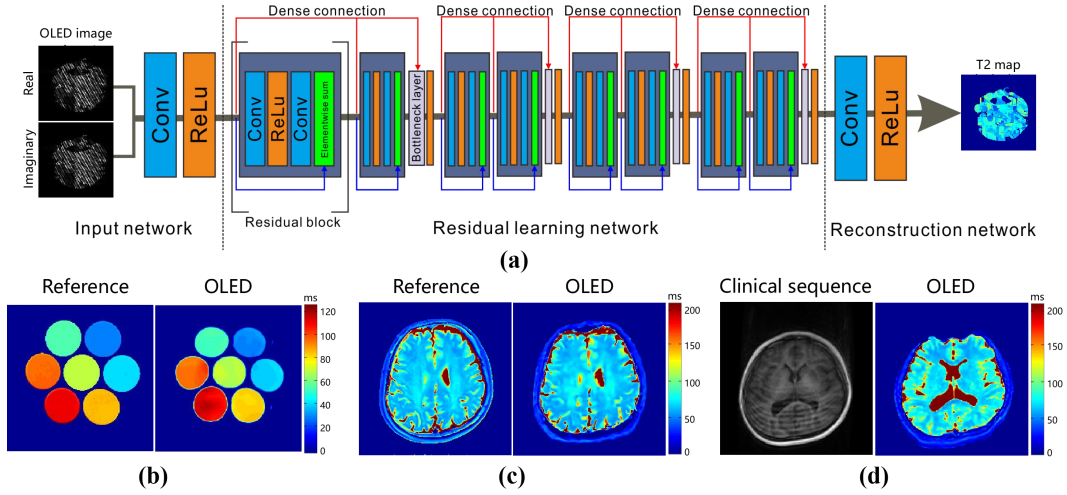 OLED image
Dense connection
Dense connection
Dense connection
Dense connection
Real
Imaginary
Conv
ReLu
Conv
ReLu
Conv
Elementwise sum
Bottleneck layer
Conv
ReLu
T2 map
Residual block
Input network
Residual learning network
Reconstruction network
(a)
Reference
OLED
ms
120
100
80
60
40
20
0
(b)
Reference
OLED
ms
200
150
100
50
0
(c)
Clinical sequence
OLED
ms
200
150
100
50
0
(d)